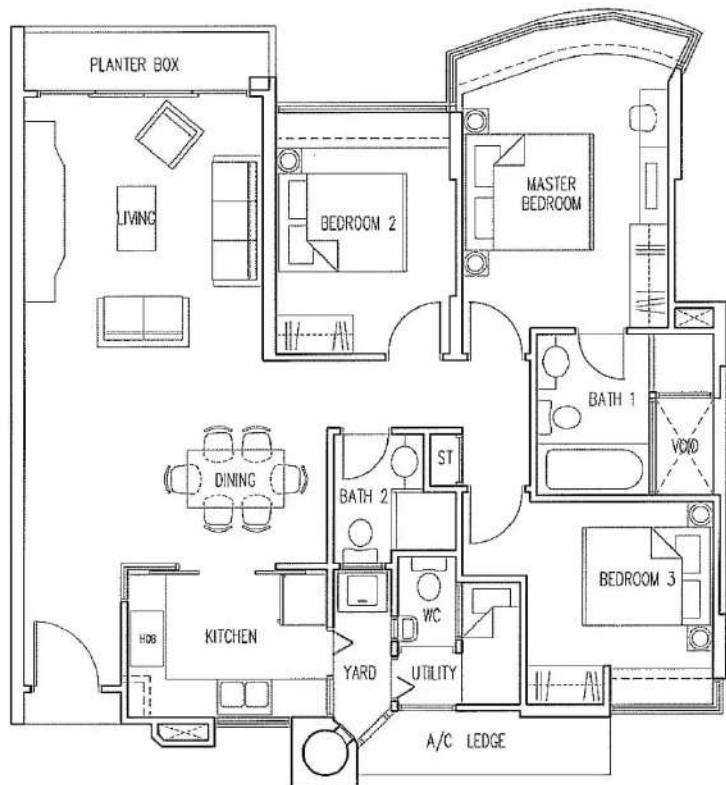 PLANTER BOX
LIVING
BEDROOM 2
MASTER
BEDROOM
BATH 1
VOID
ST
DINING
BATH 2
BEDROOM 3
HOB
KITCHEN
WC
YARD
UTILITY
A/C LEDGE